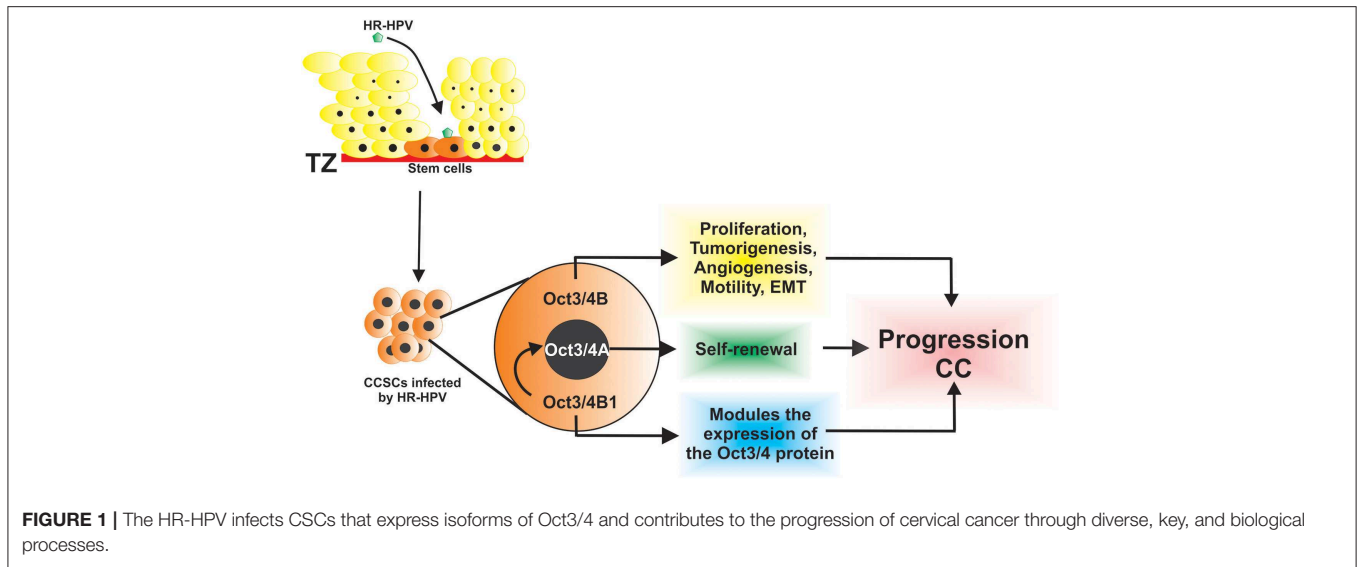 HR-HPV
TZ
Stem cells
CCSCs infected
by HR-HPV
Oct3/4B
Oct3/4A
Oct3/4B1
Proliferation,
Tumorigenesis,
Angiogenesis,
Motility, EMT
Self-renewal
Modules the
expression of
the Oct3/4 protein
Progression
CC
FIGURE 1 | The HR-HPV infects CSCs that express isoforms of Oct3/4 and contributes to the progression of cervical cancer through diverse, key, and biological
processes.